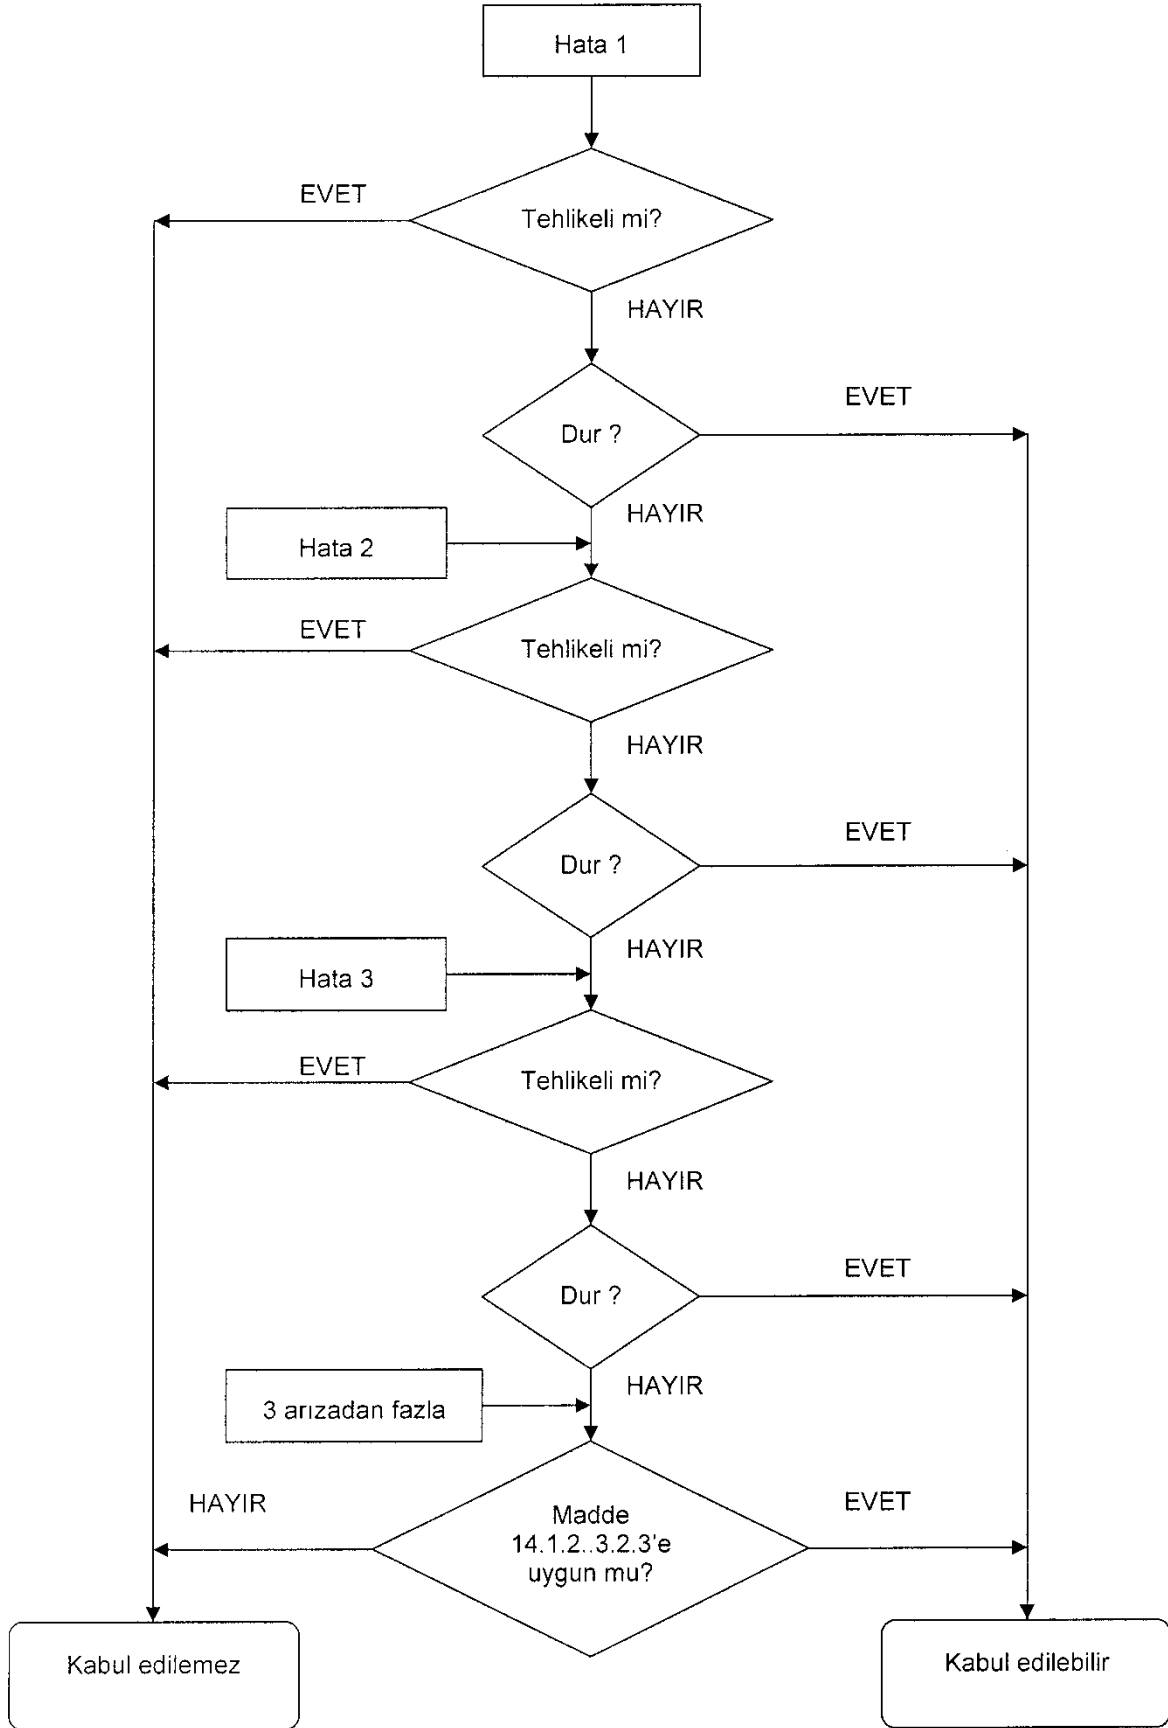 Hata 1
EVET
Tehlikeli mi?
HAYIR
EVET
Dur ?
HAYIR
Hata 2
EVET
Tehlikeli mi?
HAYIR
EVET
Dur ?
HAYIR
Hata 3
EVET
Tehlikeli mi?
HAYIR
EVET
Dur ?
HAYIR
3 arızadan fazla
HAYIR
EVET
Madde
14.1.2..3.2.3'e
uygun mu?
Kabul edilemez
Kabul edilebilir